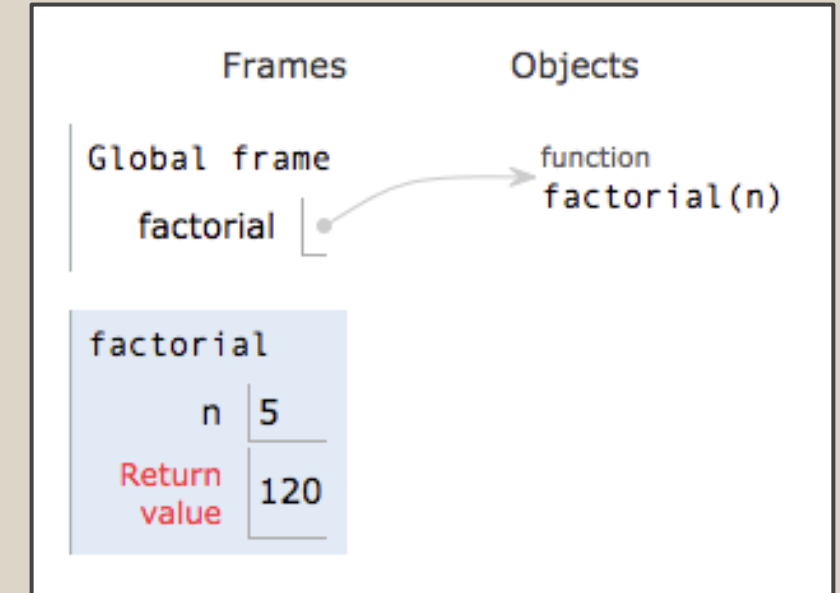 Frames Objects
Global frame
factorial
function
factorial(n)
factorial
n 5
Return
value 120